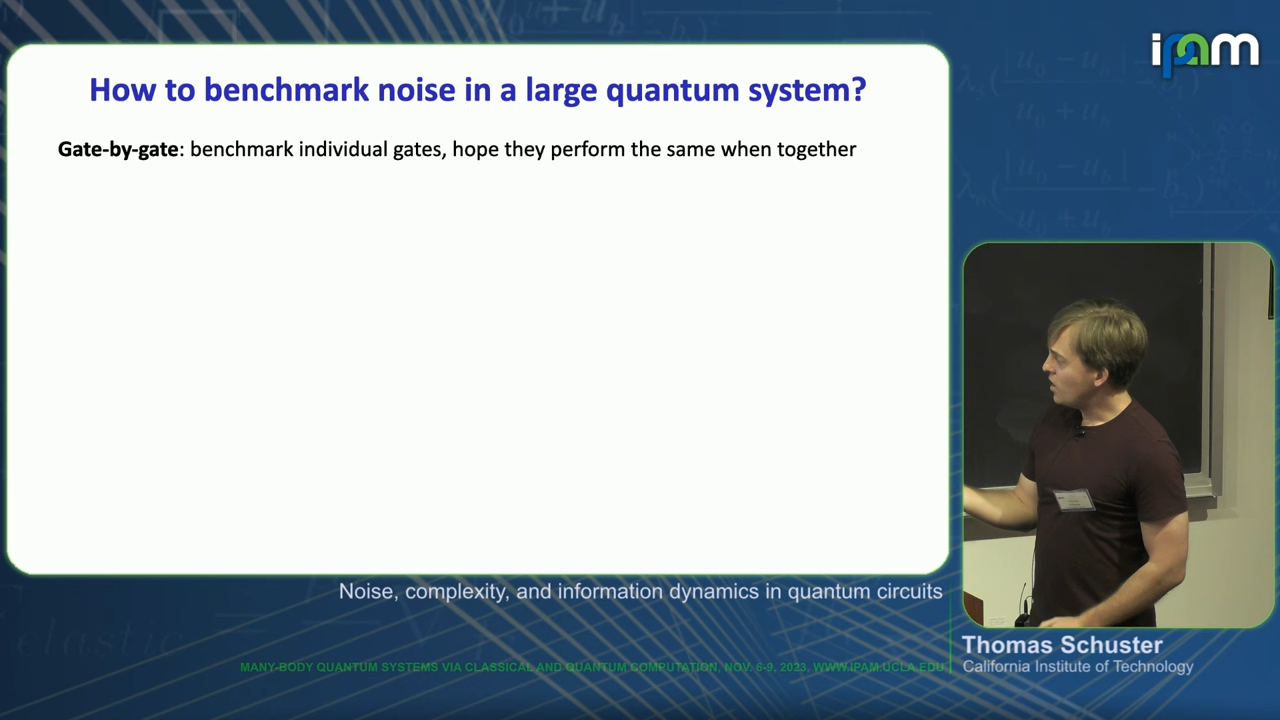 ipam
How to benchmark noise in a large quantum system?
Gate-by-gate: benchmark individual gates, hope they perform the same when together
Noise, complexity, and information dynamics in quantum circuits
Thomas Schuster
California Institute of Technology
MANY-BODY QUANTUM SYSTEMS VIA CLASSICAL AND QUANTUM COMPUTATION, NOV. 6-9, 2023, WWW.IPAM.UCLA.EDU
elastic